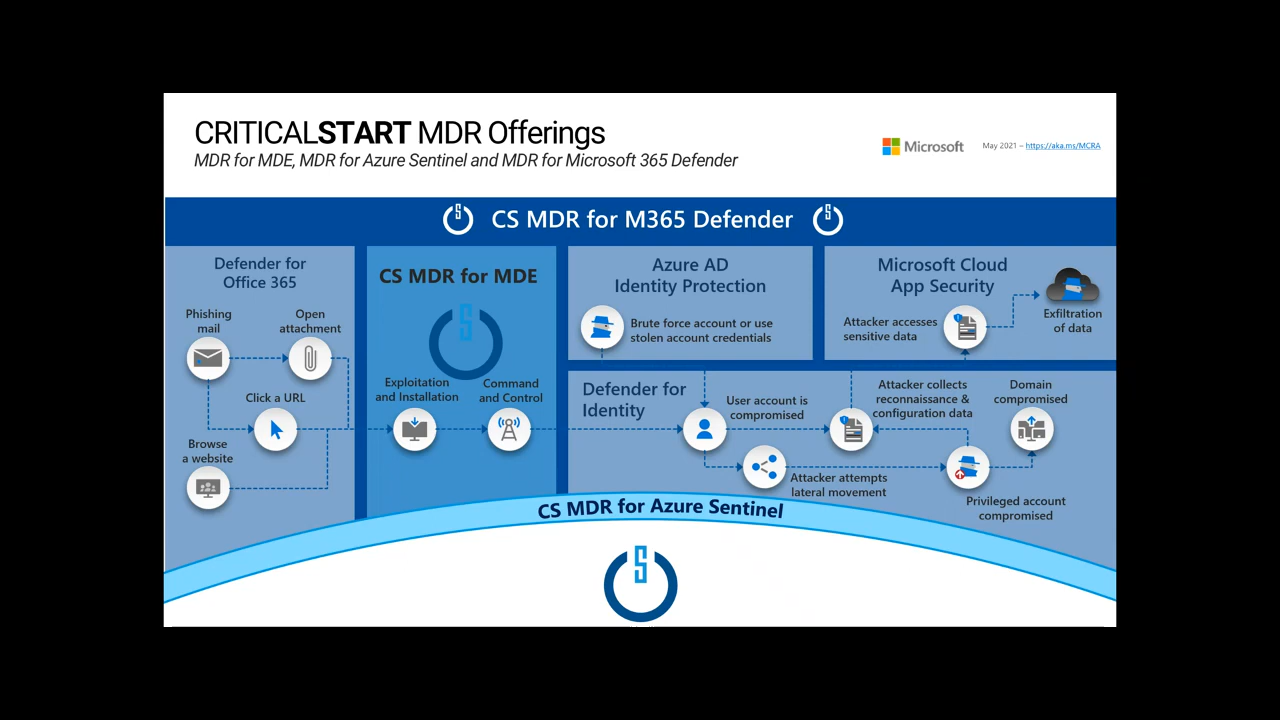 CRITICALSTART MDR Offerings
MDR for MDE, MDR for Azure Sentinel and MDR for Microsoft 365 Defender
Microsoft
May 2021 – https://aka.ms/MCRA
CS MDR for M365 Defender
Defender for
Office 365
Phishing
mail
Open
attachment
Click a URL
Browse
a website
CS MDR for MDE
Exploitation
and Installation
Command
and Control
Azure AD
Identity Protection
Brute force account or use
stolen account credentials
Microsoft Cloud
App Security
Attacker accesses
sensitive data
Exfiltration
of data
Defender for
Identity
User account is
compromised
Attacker collects
reconnaissance &
configuration data
Domain
compromised
Attacker attempts
lateral movement
Privileged account
compromised
CS MDR for Azure Sentinel